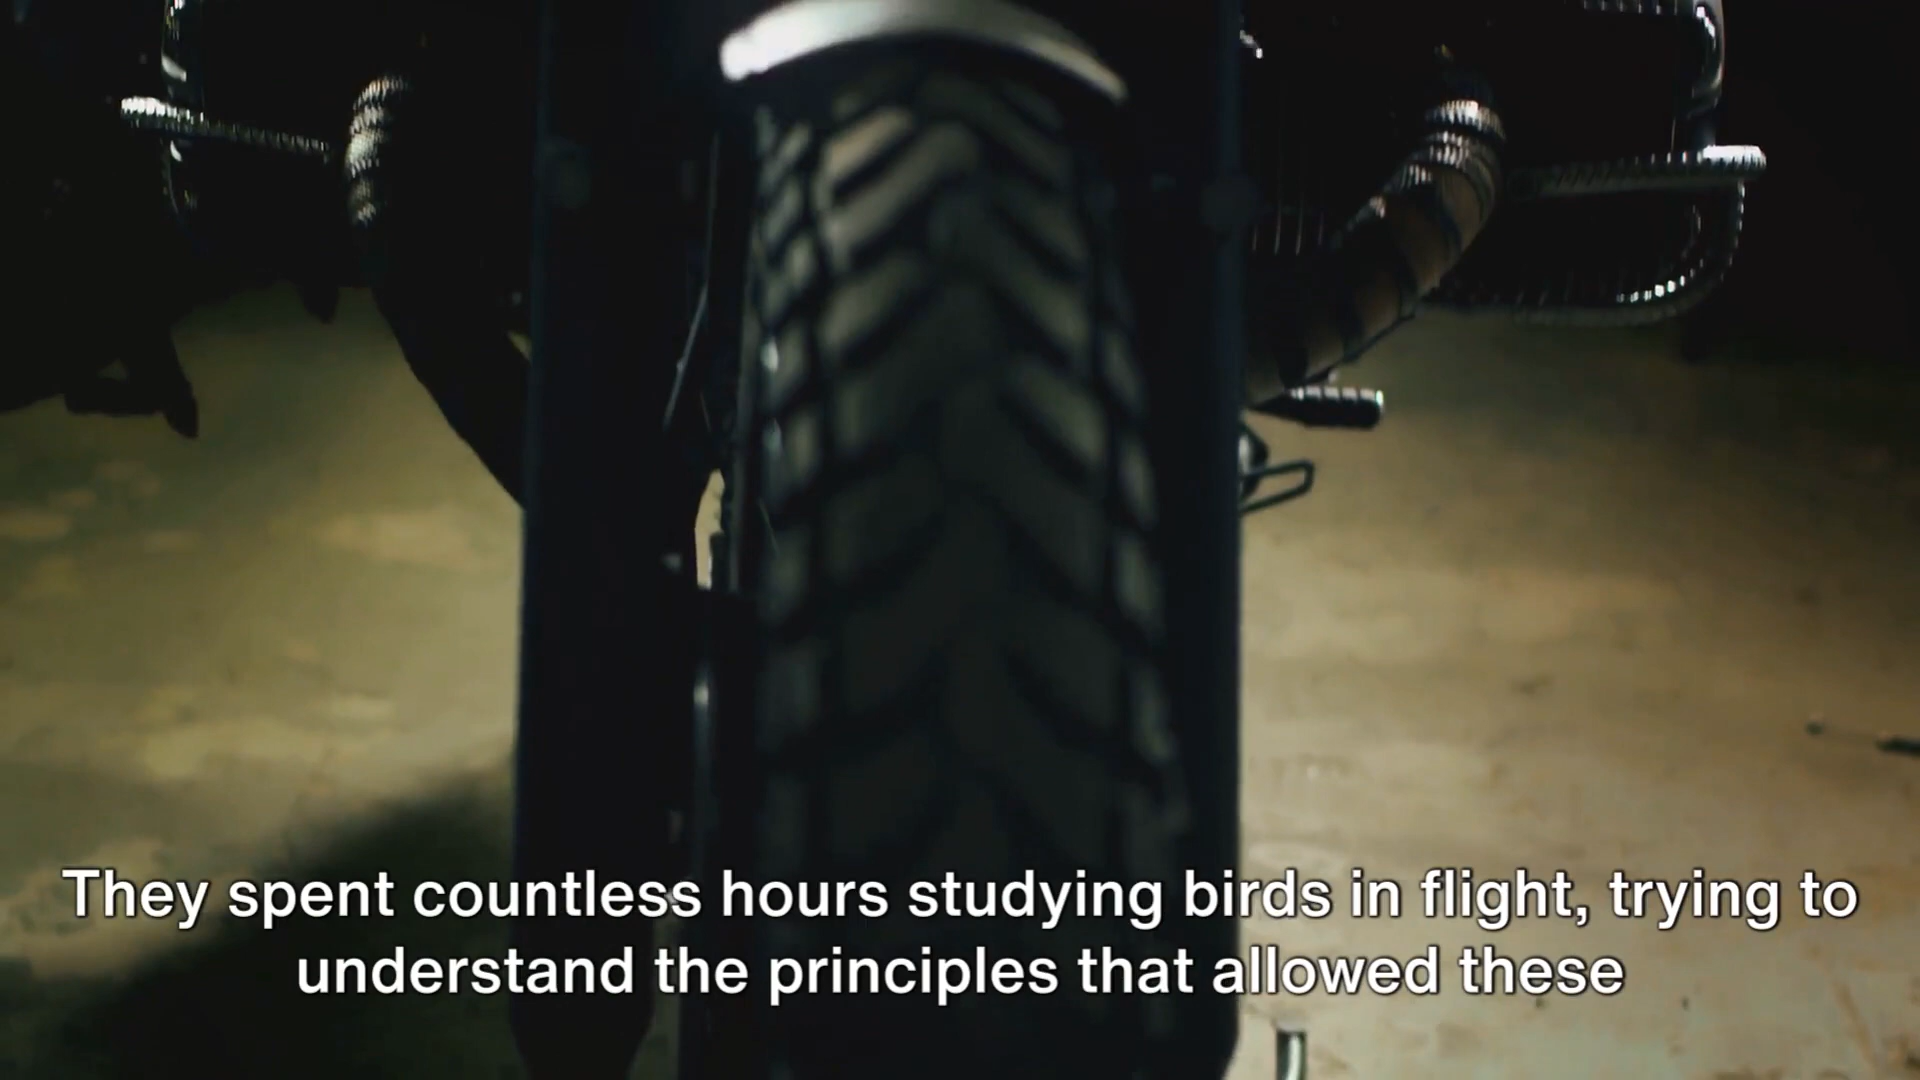 They spent countless hours studying birds in flight, trying to
understand the principles that allowed these